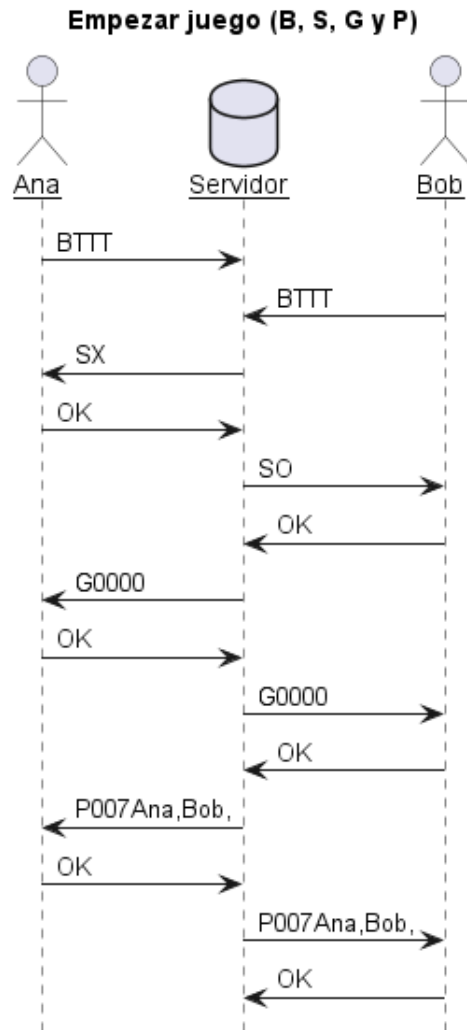 Empezar juego (B, S, G y P)
Ana
Servidor
Bob
BTTT
BTTT
SX
OK
SO
OK
G0000
OK
G0000
OK
P007Ana,Bob,
OK
P007Ana,Bob,
OK